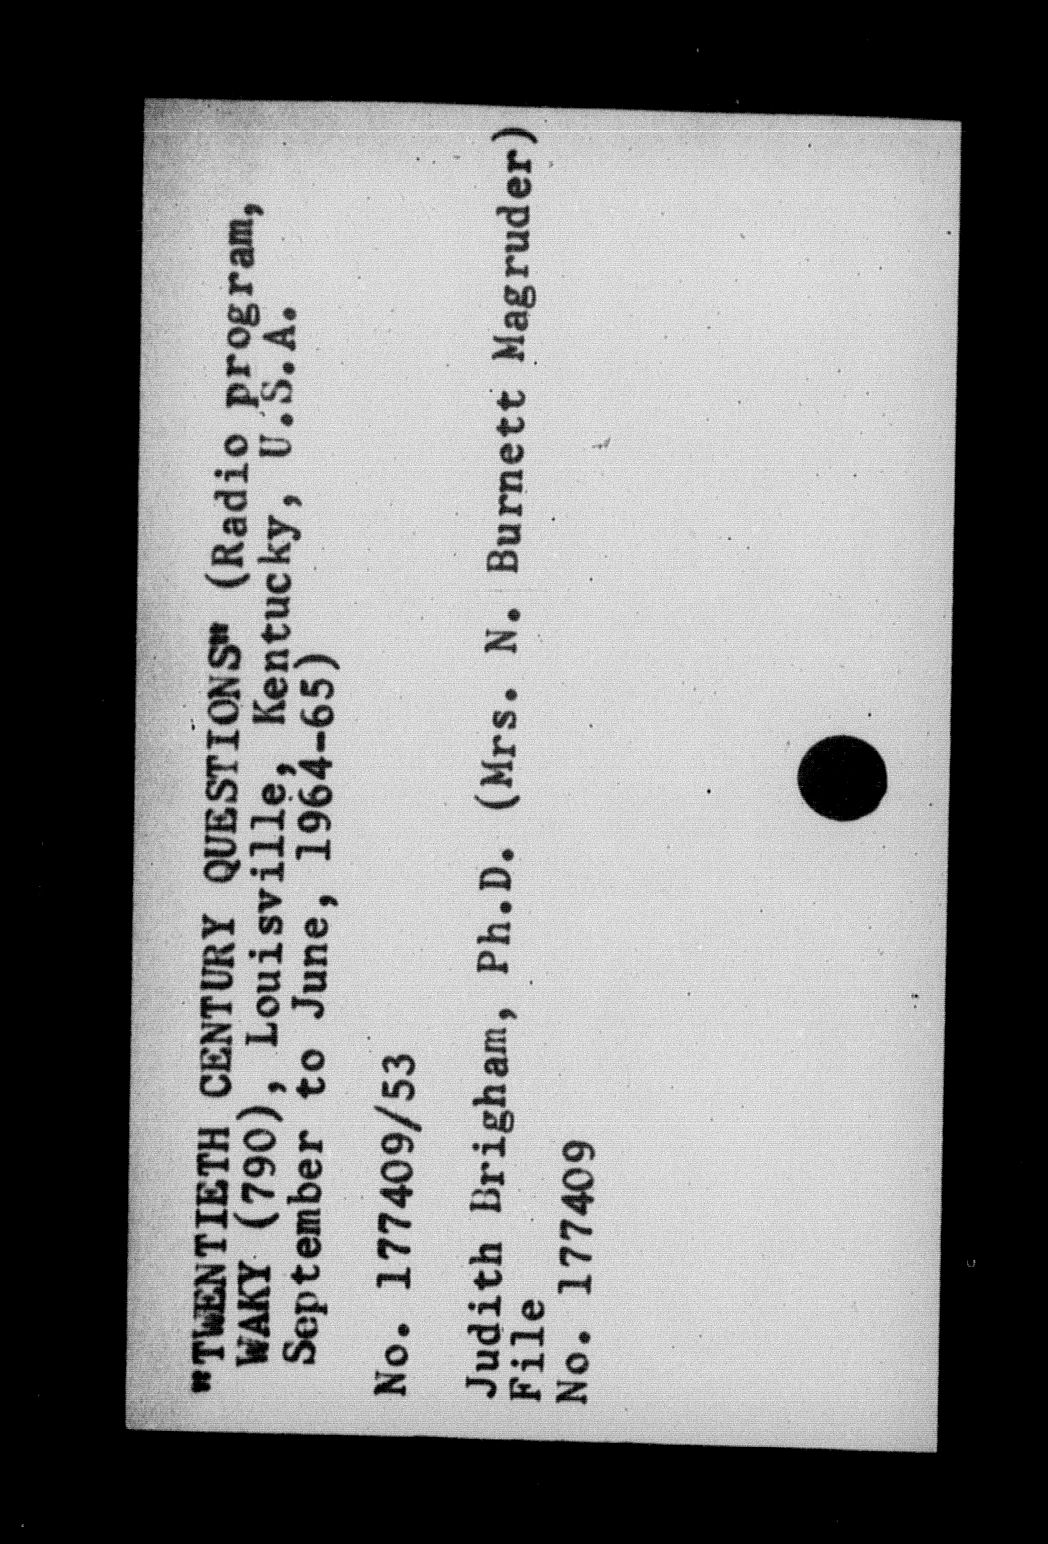 "TWENTIETH CENTURY QUESTIONS" (Radio program,
WAKY (790), Louisville, Kentucky, U.S.A.
September to June, 1964-65)
No. 177409/53
Judith Brigham, Ph.D. (Mrs. N. Burnett Magruder)
File
No. 177409